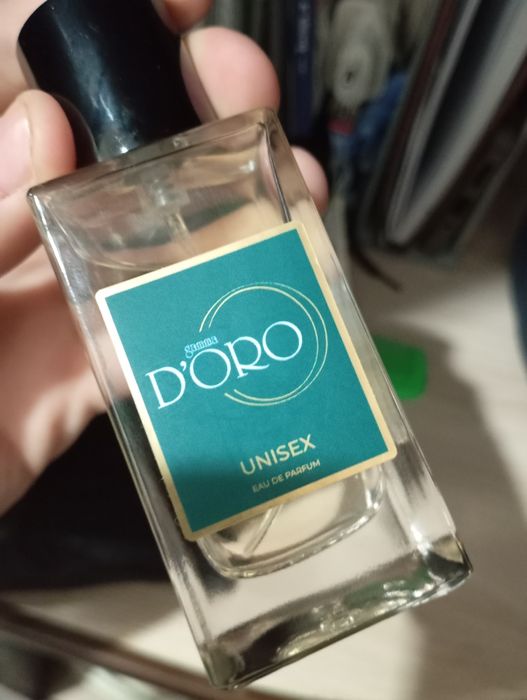 gamma
D'ORO
UNISEX
EAU DE PARFUM